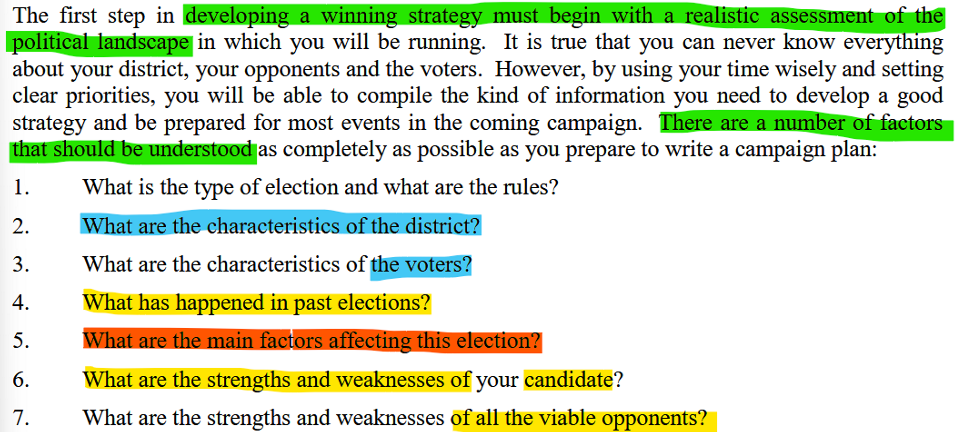 The first step in developing a winning strategy must begin with a realistic assessment of the
political landscape in which you will be running. It is true that you can never know everything
about your district, your opponents and the voters. However, by using your time wisely and setting
clear priorities, you will be able to compile the kind of information you need to develop a good
strategy and be prepared for most events in the coming campaign. There are a number of factors
that should be understood as completely as possible as you prepare to write a campaign plan:
1. What is the type of election and what are the rules?
2. What are the characteristics of the district?
3. What are the characteristics of the voters?
4. What has happened in past elections?
5. What are the main factors affecting this election?
6. What are the strengths and weaknesses of your candidate?
7. What are the strengths and weaknesses of all the viable opponents?